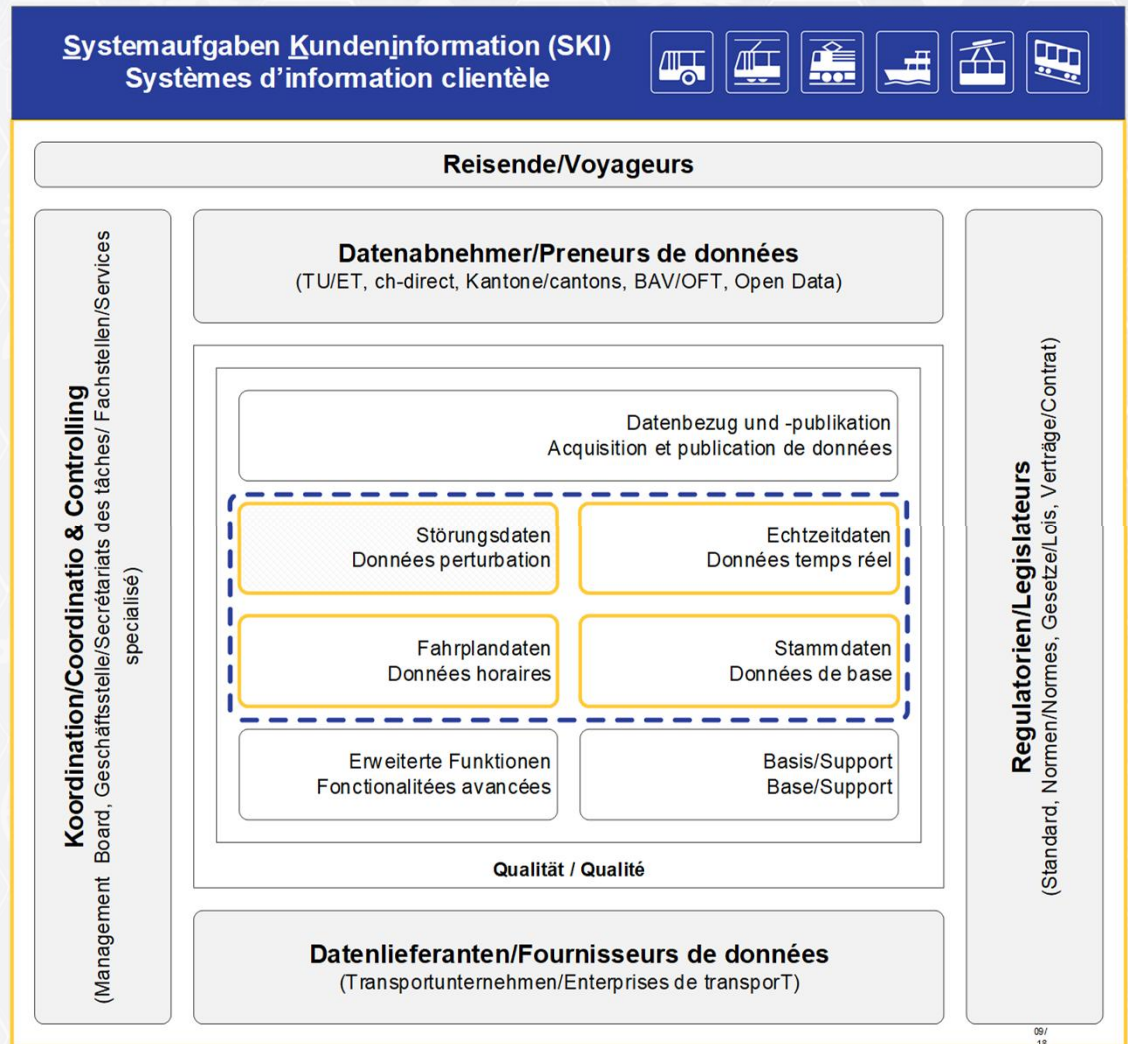 Systemaufgaben Kundeninformation (SKI)
Systèmes d'information clientèle
Reisende/Voyageurs
Koordination/Coordinatio & Controlling
(Management Board, Geschäftsstelle/Secrétariats des tâches/ Fachstellen/Services
specialisé)
Datenabnehmer/Preneurs de données
(TU/ET, ch-direct, Kantone/cantons, BAV/OFT, Open Data)
Datenbezug und -publikation
Acquisition et publication de données
Störungsdaten
Données perturbation
Echtzeitdaten
Données temps réel
Fahrplandaten
Données horaires
Stammdaten
Données de base
Erweiterte Funktionen
Fonctionalitées avancées
Basis/Support
Base/Support
Qualität / Qualité
Datenlieferanten/Fournisseurs de données
(Transportunternehmen/Enterprises de transporT)
Regulatorien/Legislateurs
(Standard, Normen/Normes, Gesetze/Lois, Verträge/Contrat)
09/
18